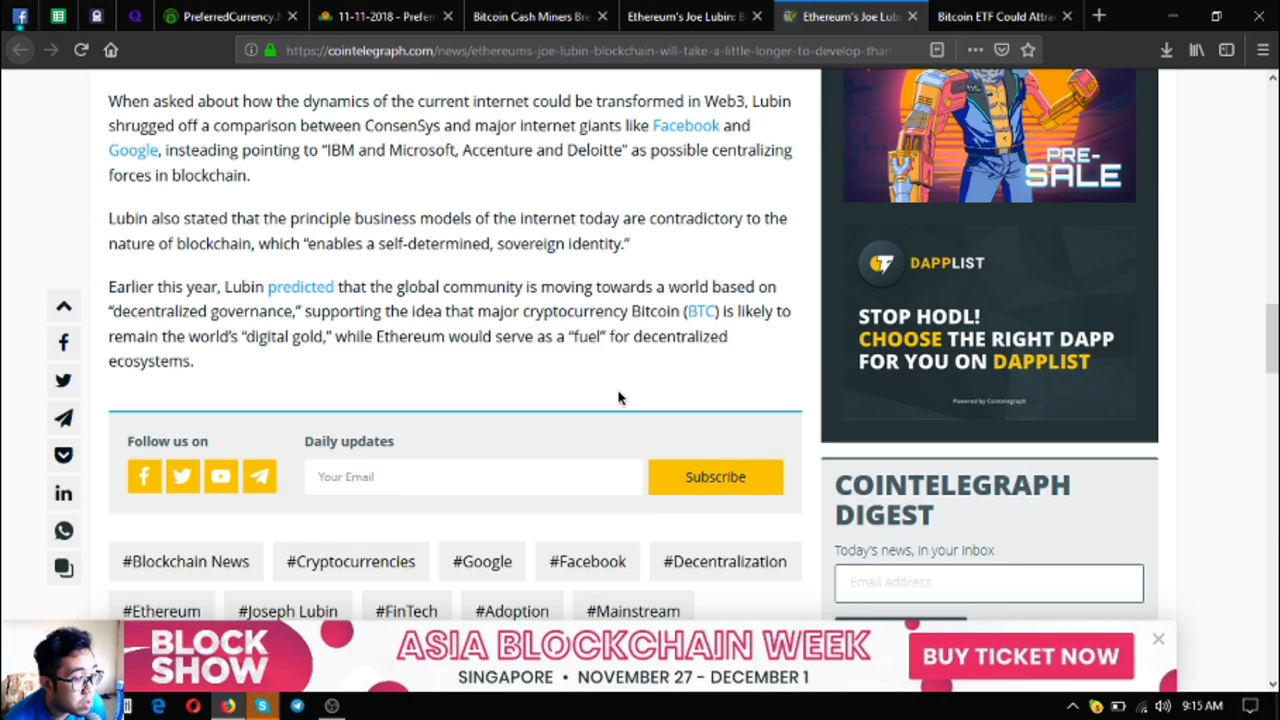 PreferredCurrency.
11-11-2018 - Prefer
Bitcoin Cash Miners Bre
Ethereum's Joe Lubin: B
Ethereum's Joe Lub
Bitcoin ETF Could Attra
https://cointelegraph.com/news/ethereums-joe-lubin-blockchain-will-take-a-little-longer-to-develop-than
When asked about how the dynamics of the current internet could be transformed in Web3, Lubin
shrugged off a comparison between ConsenSys and major internet giants like Facebook and
Google, insteading pointing to "IBM and Microsoft, Accenture and Deloitte" as possible centralizing
forces in blockchain.
Lubin also stated that the principle business models of the internet today are contradictory to the
nature of blockchain, which "enables a self-determined, sovereign identity."
Earlier this year, Lubin predicted that the global community is moving towards a world based on
"decentralized governance," supporting the idea that major cryptocurrency Bitcoin (BTC) is likely to
remain the world's "digital gold," while Ethereum would serve as a "fuel" for decentralized
ecosystems.
Follow us on
Daily updates
Your Email
Subscribe
#Blockchain News
#Cryptocurrencies
#Google
#Facebook
#Decentralization
#Ethereum
#Joseph Lubin
#FinTech
#Adoption
#Mainstream
PRE-
SALE
DAPPLIST
STOP HODL!
CHOOSE THE RIGHT DAPP
FOR YOU ON DAPPLIST
Powered by Cointelegraph
COINTELEGRAPH
DIGEST
Today's news, in your inbox
Email address
BLOCK
SHOW
ASIA BLOCKCHAIN WEEK
SINGAPORE • NOVEMBER 27 - DECEMBER 1
BUY TICKET NOW
9:15 AM